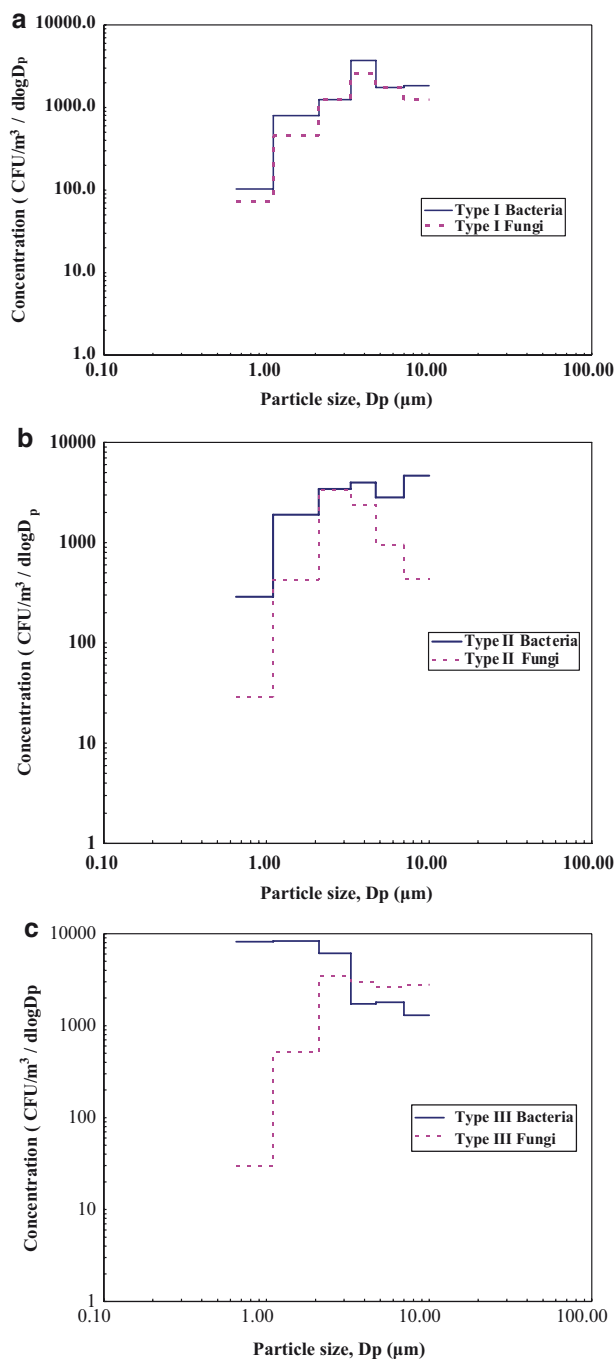 a
10000.0
1000.0
100.0
10.0
1.0
Concentration ( CFU/m³ / dlogDp
Type I Bacteria
Type I Fungi
0.10
1.00
10.00
100.00
Particle size, Dp (µm)
b
10000
1000
100
10
1
Concentration ( CFU/m³ / dlogDp
Type II Bacteria
Type II Fungi
0.10
1.00
10.00
100.00
Particle size, Dp (µm)
c
10000
1000
100
10
1
Concentration ( CFU/m³ / dlogDp
Type III Bacteria
Type III Fungi
0.10
1.00
10.00
100.00
Particle size, Dp (µm)